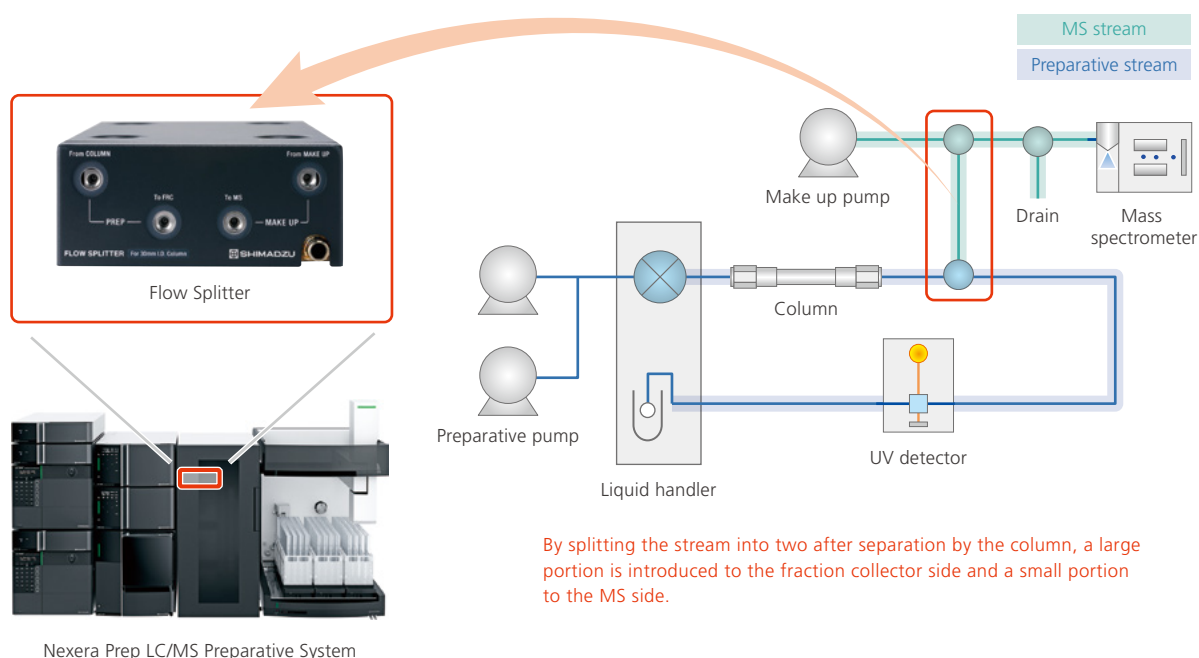 MS stream
Preparative stream
From COLUMN
From MAKE UP
To FRC
To MS
PREP
MAKE UP
FLOW SPLITTER For 30mm I.D. Column
SHIMADZU
Flow Splitter
Make up pump
Drain
Mass
spectrometer
Column
Preparative pump
UV detector
Liquid handler
By splitting the stream into two after separation by the column, a large
portion is introduced to the fraction collector side and a small portion
to the MS side.
Nexera Prep LC/MS Preparative System